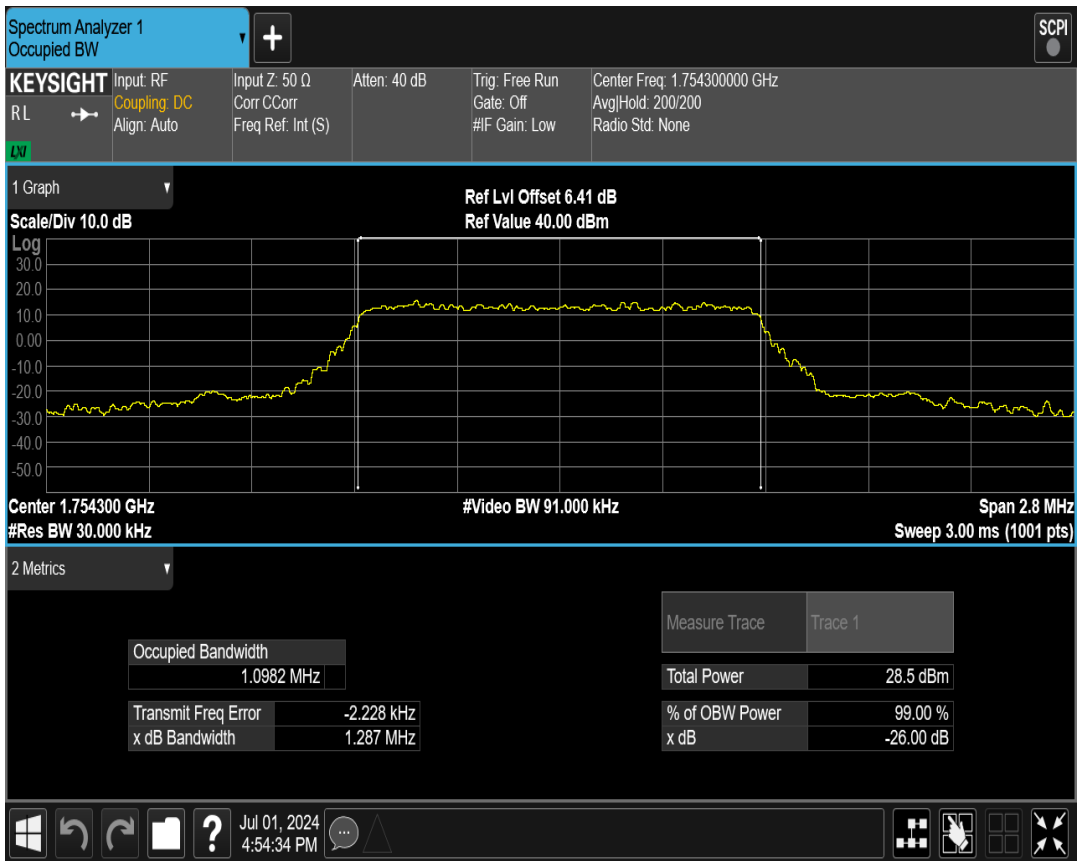 Spectrum Analyzer 1
Occupied BW
+
SCPI
KEYSIGHT
R L
LXI
Input: RF
Coupling: DC
Align: Auto
Input Z: 50 Ω
Corr CCorr
Freq Ref: Int (S)
Atten: 40 dB
Trig: Free Run
Gate: Off
#IF Gain: Low
Center Freq: 1.754300000 GHz
Avg|Hold: 200/200
Radio Std: None
1 Graph
Ref Lvl Offset 6.41 dB
Scale/Div 10.0 dB
Ref Value 40.00 dBm
Log
30.0
20.0
10.0
0.00
-10.0
-20.0
-30.0
-40.0
-50.0
Center 1.754300 GHz
#Video BW 91.000 kHz
Span 2.8 MHz
#Res BW 30.000 kHz
Sweep 3.00 ms (1001 pts)
2 Metrics
Measure Trace Trace 1
Occupied Bandwidth
1.0982 MHz
Total Power 28.5 dBm
Transmit Freq Error -2.228 kHz
% of OBW Power 99.00 %
x dB Bandwidth 1.287 MHz
x dB -26.00 dB
?
Jul 01, 2024
4:54:34 PM